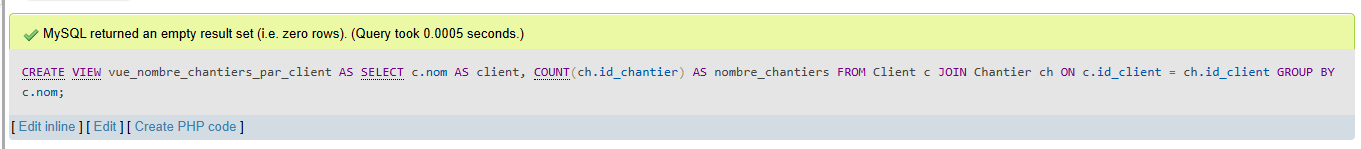 MySQL returned an empty result set (i.e. zero rows). (Query took 0.0005 seconds.)
CREATE VIEW vue_nombre_chantiers_par_client AS SELECT c.nom AS client, COUNT(ch.id_chantier) AS nombre_chantiers FROM Client c JOIN Chantier ch ON c.id_client = ch.id_client GROUP BY
c.nom;
[ Edit inline ] [ Edit ] [ Create PHP code ]